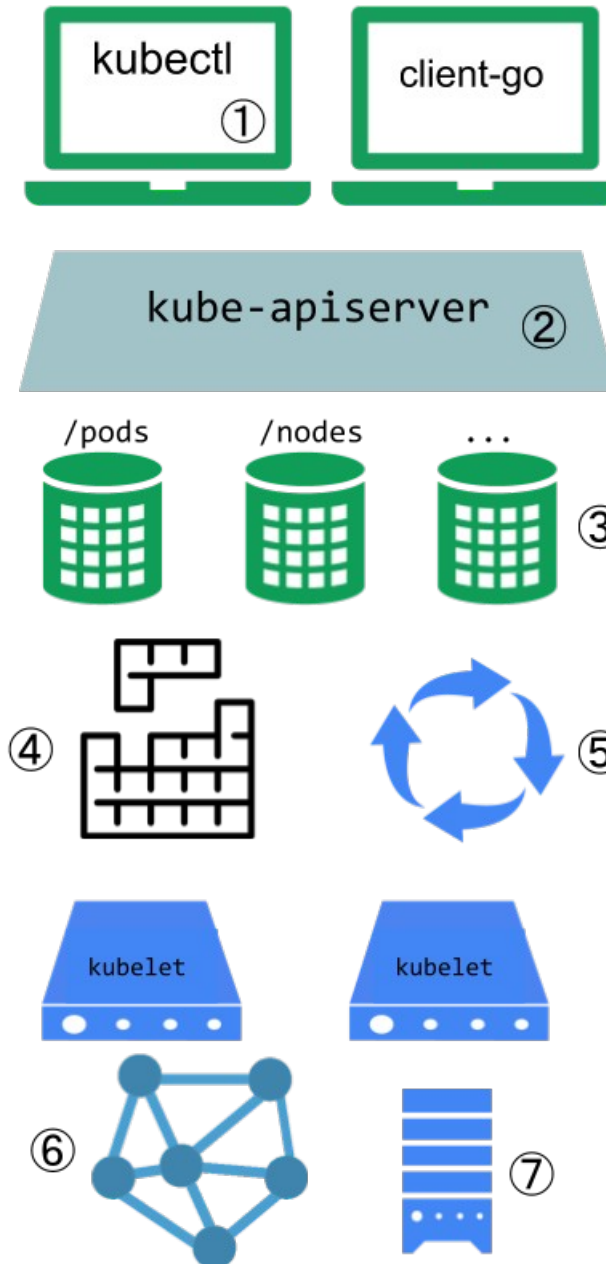 kubectl
①
client-go
kube-apiserver
②
/pods
/nodes
...
③
④
⑤
kubelet
kubelet
⑥
⑦